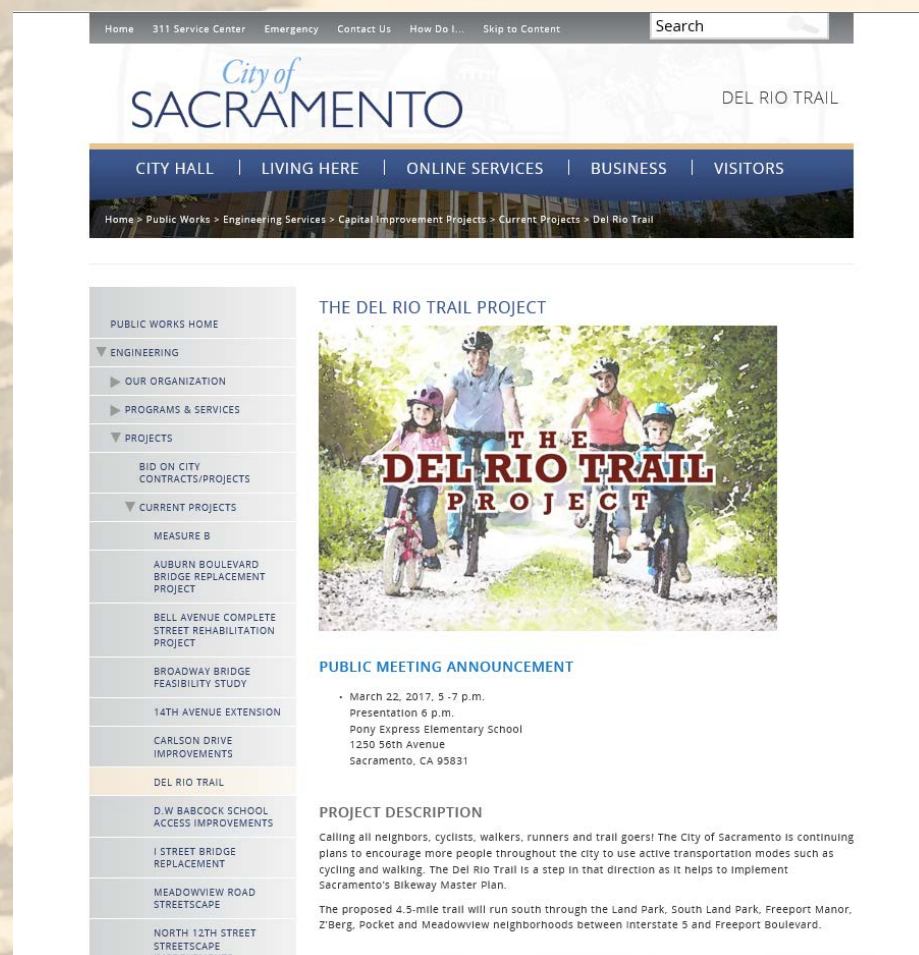 Home 311 Service Center Emergency Contact Us How Do I... Skip to Content
Search
City of
SACRAMENTO
DEL RIO TRAIL
CITY HALL | LIVING HERE | ONLINE SERVICES | BUSINESS | VISITORS
Home > Public Works > Engineering Services > Capital Improvement Projects > Current Projects > Del Rio Trail
PUBLIC WORKS HOME
ENGINEERING
OUR ORGANIZATION
PROGRAMS & SERVICES
PROJECTS
BID ON CITY
CONTRACTS/PROJECTS
CURRENT PROJECTS
MEASURE B
AUBURN BOULEVARD
BRIDGE REPLACEMENT
PROJECT
BELL AVENUE COMPLETE
STREET REHABILITATION
PROJECT
BROADWAY BRIDGE
FEASIBILITY STUDY
14TH AVENUE EXTENSION
CARLSON DRIVE
IMPROVEMENTS
DEL RIO TRAIL
D.W BABCOCK SCHOOL
ACCESS IMPROVEMENTS
I STREET BRIDGE
REPLACEMENT
MEADOWVIEW ROAD
STREETSCAPE
NORTH 12TH STREET
STREETSCAPE
THE DEL RIO TRAIL PROJECT
THE
DEL RIO TRAIL
PROJECT
PUBLIC MEETING ANNOUNCEMENT
• March 22, 2017, 5 -7 p.m.
Presentation 6 p.m.
Pony Express Elementary School
1250 56th Avenue
Sacramento, CA 95831
PROJECT DESCRIPTION
Calling all neighbors, cyclists, walkers, runners and trail goers! The City of Sacramento is continuing
plans to encourage more people throughout the city to use active transportation modes such as
cycling and walking. The Del Rio Trail is a step in that direction as it helps to implement
Sacramento's Bikeway Master Plan.
The proposed 4.5-mile trail will run south through the Land Park, South Land Park, Freeport Manor,
Z'Berg, Pocket and Meadowview neighborhoods between Interstate 5 and Freeport Boulevard.